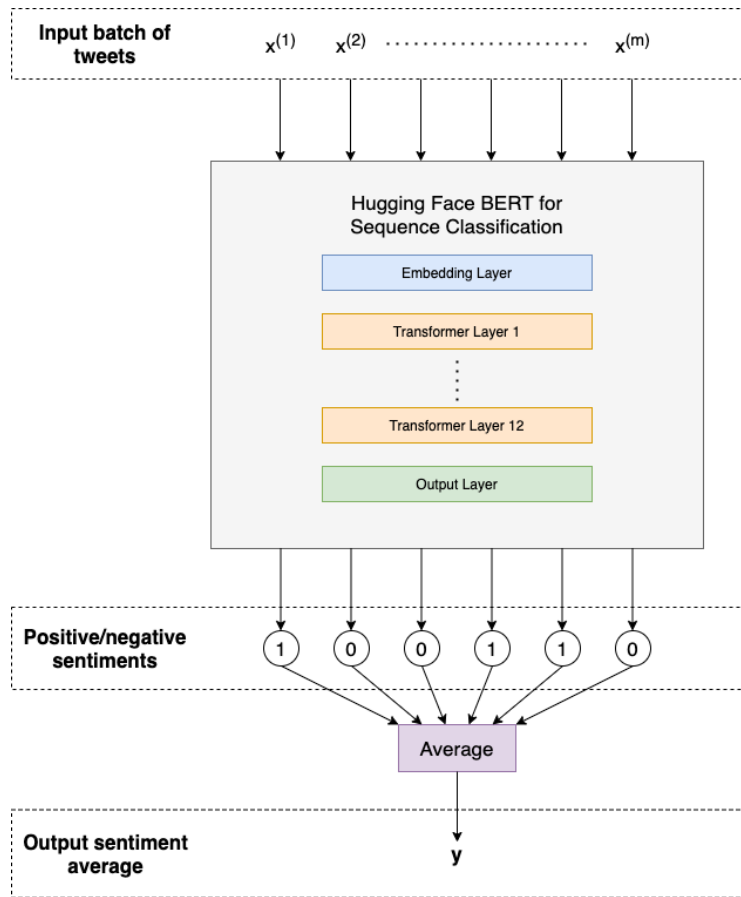 Input batch of
tweets
x(1) x(2) ........................ x(m)
Hugging Face BERT for
Sequence Classification
Embedding Layer
Transformer Layer 1
Transformer Layer 12
Output Layer
Positive/negative
sentiments
1 0 0 1 1 0
Average
Output sentiment
average
y